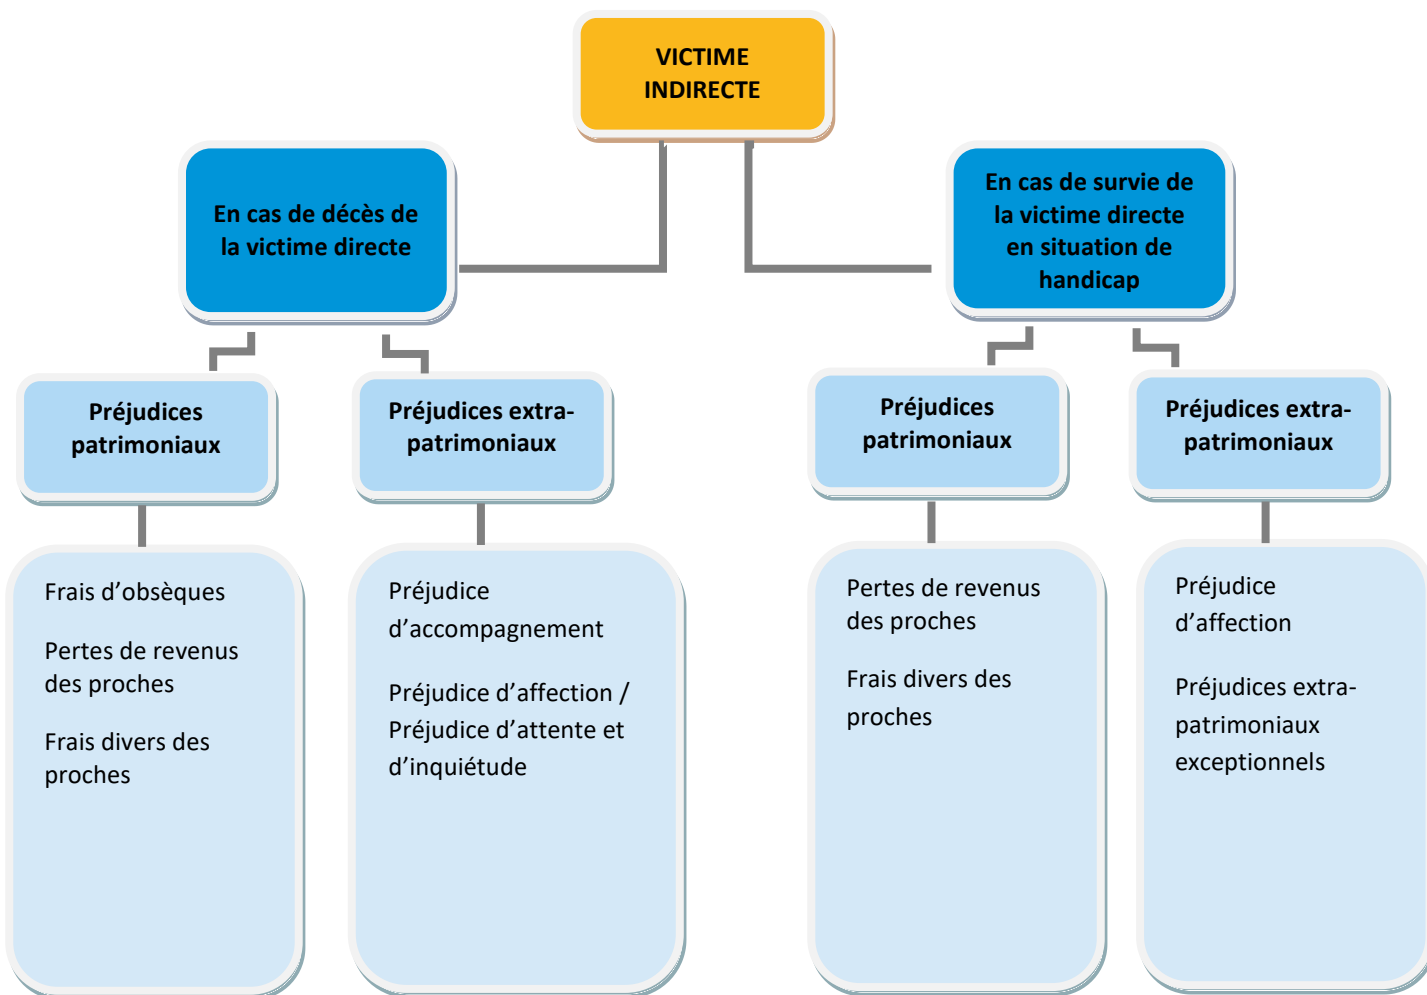 VICTIME
INDIRECTE
En cas de décès de
la victime directe
En cas de survie de
la victime directe
en situation de
handicap
Préjudices
patrimoniaux
Préjudices extra-
patrimoniaux
Préjudices
patrimoniaux
Préjudices extra-
patrimoniaux
Frais d’obsèques
Pertes de revenus
des proches
Frais divers des
proches
Préjudice
d’accompagnement
Préjudice d’affection /
Préjudice d’attente et
d’inquiétude
Pertes de revenus
des proches
Frais divers des
proches
Préjudice
d’affection
Préjudices extra-
patrimoniaux
exceptionnels